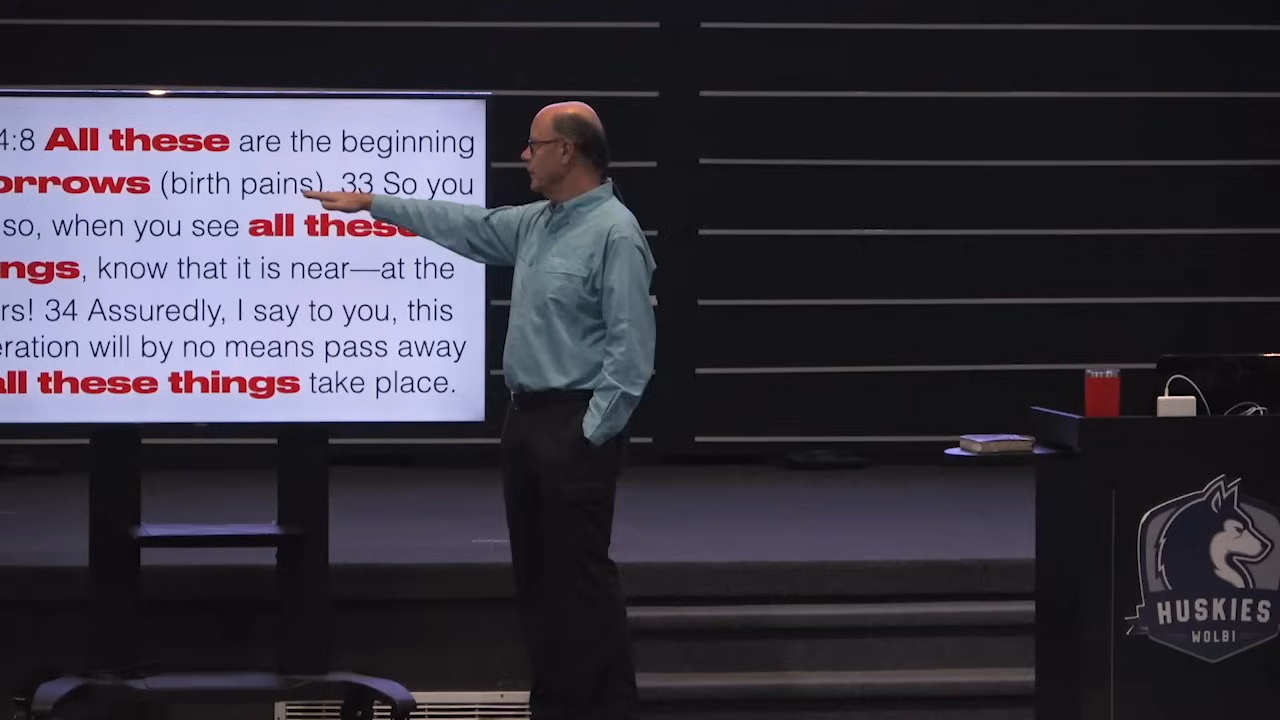 4:8 All these are the beginning
orrows (birth pains). 33 So you
so, when you see all these
ngs, know that it is near—at the
rs! 34 Assuredly, I say to you, this
eration will by no means pass away
all these things take place.
HUSKIES
WOLBI